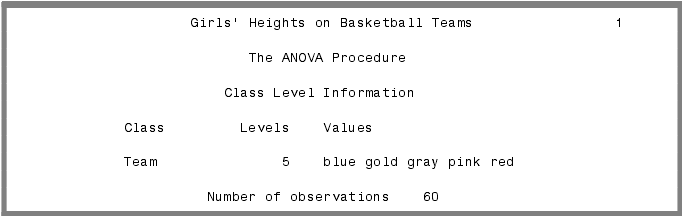 Girls' Heights on Basketball Teams 1
The ANOVA Procedure
Class Level Information
Class Levels Values
Team 5 blue gold gray pink red
Number of observations 60